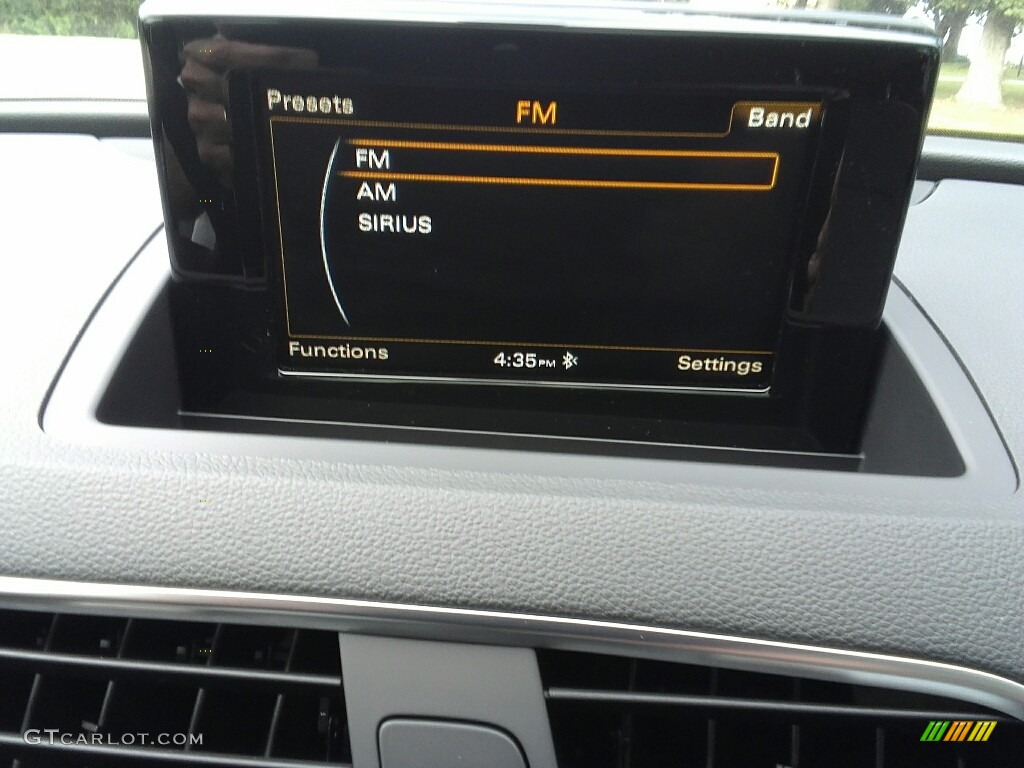 Presets FM Band
FM
AM
SIRIUS
Functions 4:35PM Settings
GTCARLOT.COM